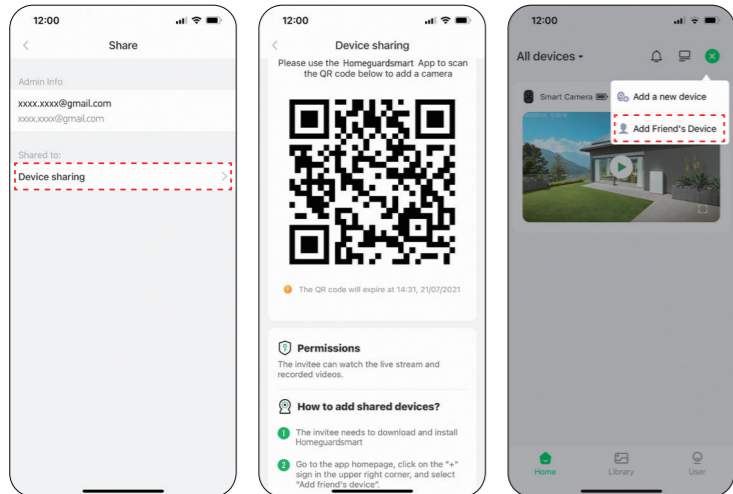 12:00
Share
Admin Info
xxxx.xxxx@gmail.com
xxxx.xxxx@gmail.com
Shared to:
Device sharing
12:00
Device sharing
Please use the Homeguardsmart App to scan
the QR code below to add a camera
The QR code will expire at 14:31, 21/07/2021
Permissions
The invitee can watch the live stream and
recorded videos.
How to add shared devices?
1 The invitee needs to download and install
Homeguardsmart
2 Go to the app homepage, click on the "+"
sign in the upper right corner, and select
"Add friend's device".
12:00
All devices
Smart Camera
Add a new device
Add Friend's Device
Home
Library
User